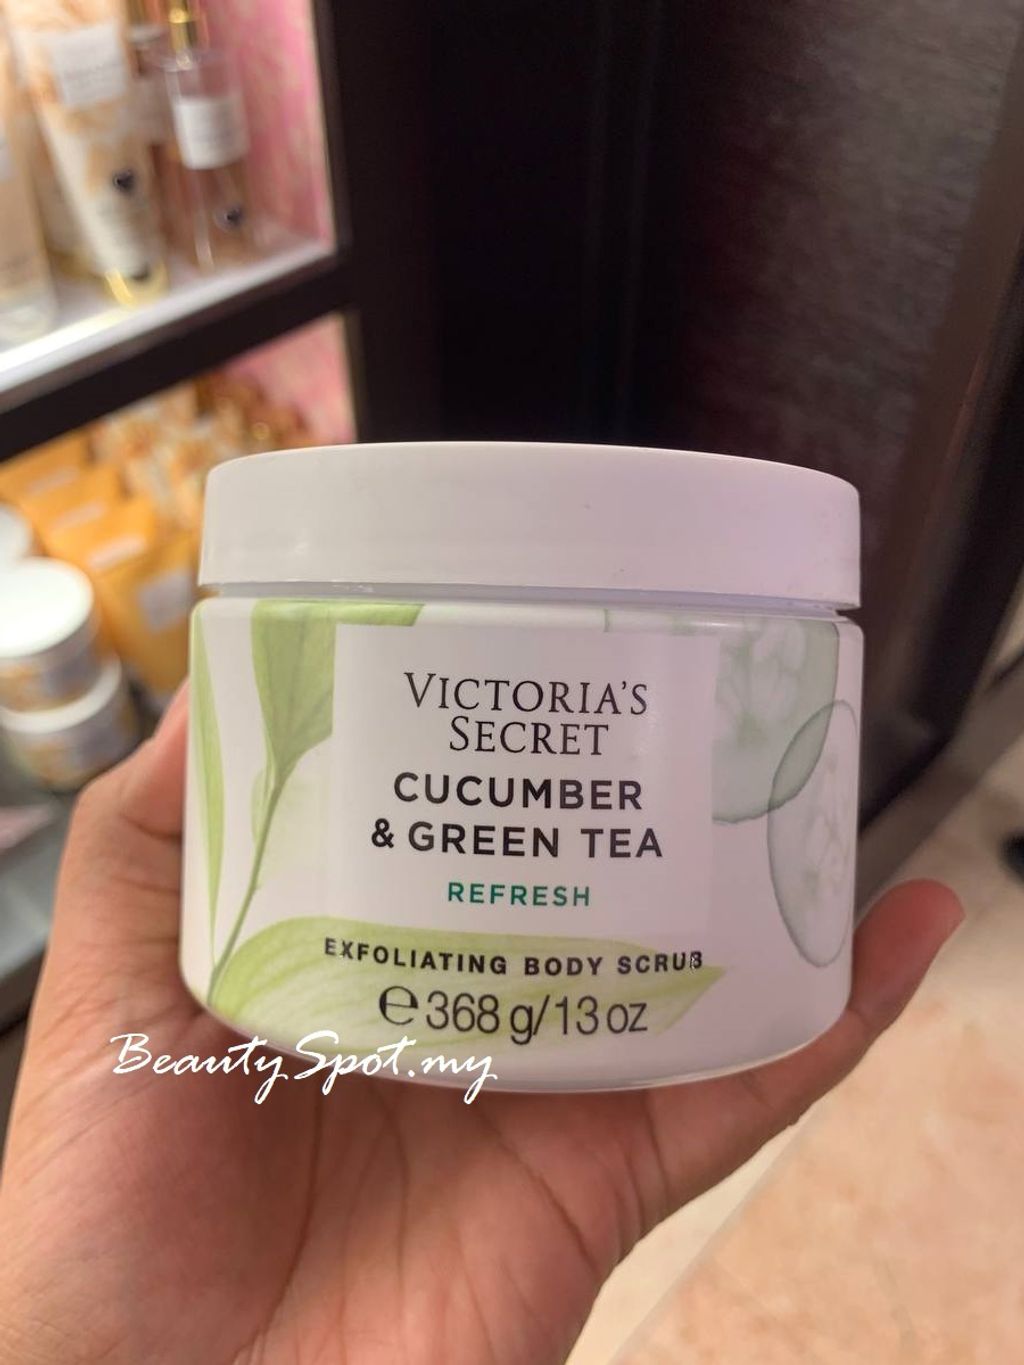 VICTORIA'S
SECRET
CUCUMBER
& GREEN TEA
REFRESH
EXFOLIATING BODY SCRUB
℮ 368 g/13 oz
Beauty Spot.my